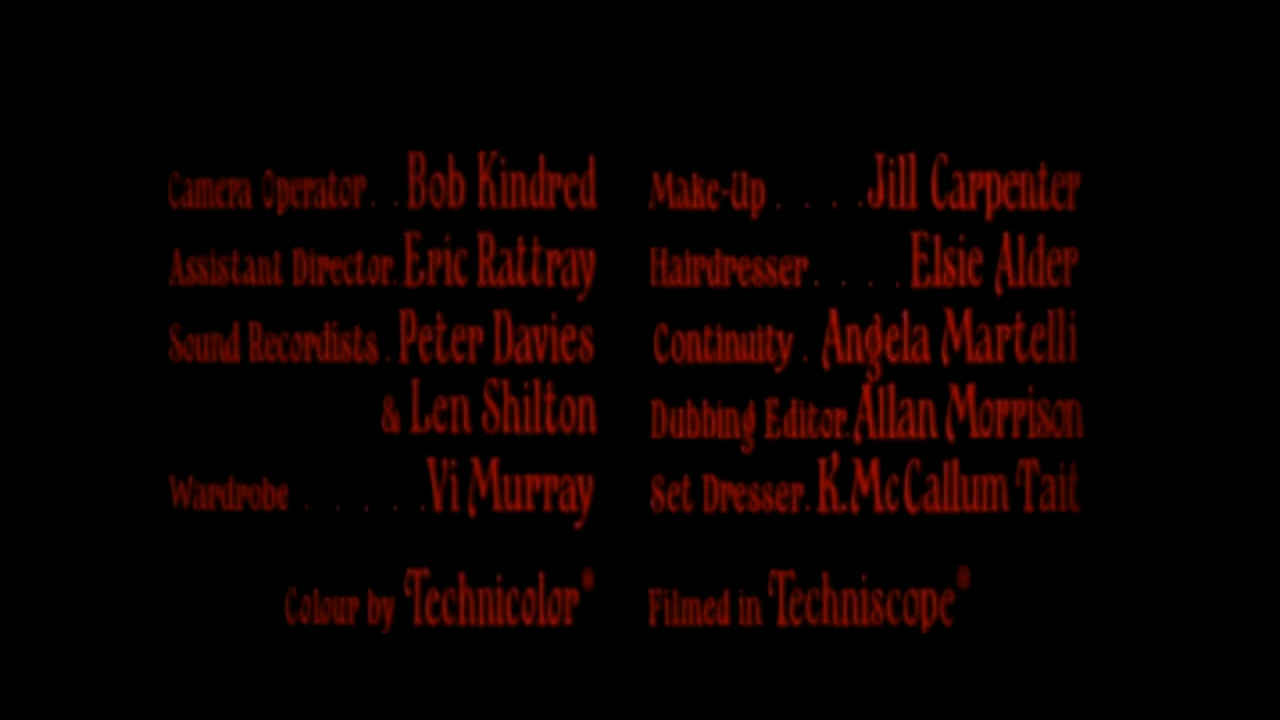 Camera Operator. . Bob Kindred
Assistant Director. Eric Rattray
Sound Recordists . Peter Davies
& Len Shilton
Wardrobe . . . . . Vi Murray
Make-Up . . . . Jill Carpenter
Hairdresser . . . . Elsie Alder
Continuity . Angela Martelli
Dubbing Editor. Allan Morrison
Set Dresser. K. McCallum Tait
Colour by Technicolor®
Filmed in Techniscope®